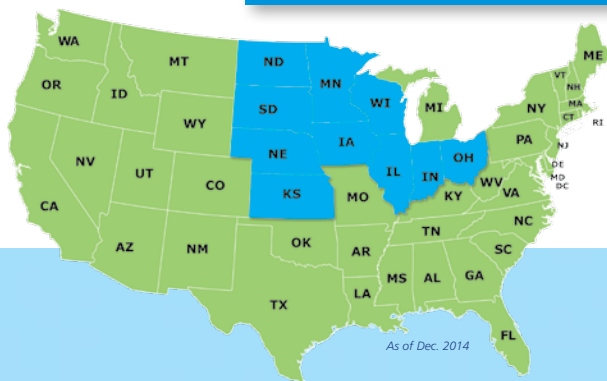 WA
MT
ND
MN
ME
VT
NH
OR
ID
SD
WI
MI
NY
MA
CT
RI
WY
IA
PA
NJ
NV
NE
IL
IN
OH
DE
MD
DC
UT
CO
KS
MO
WV
VA
KY
CA
NC
TN
AZ
NM
OK
AR
SC
MS
AL
GA
LA
TX
FL
As of Dec. 2014